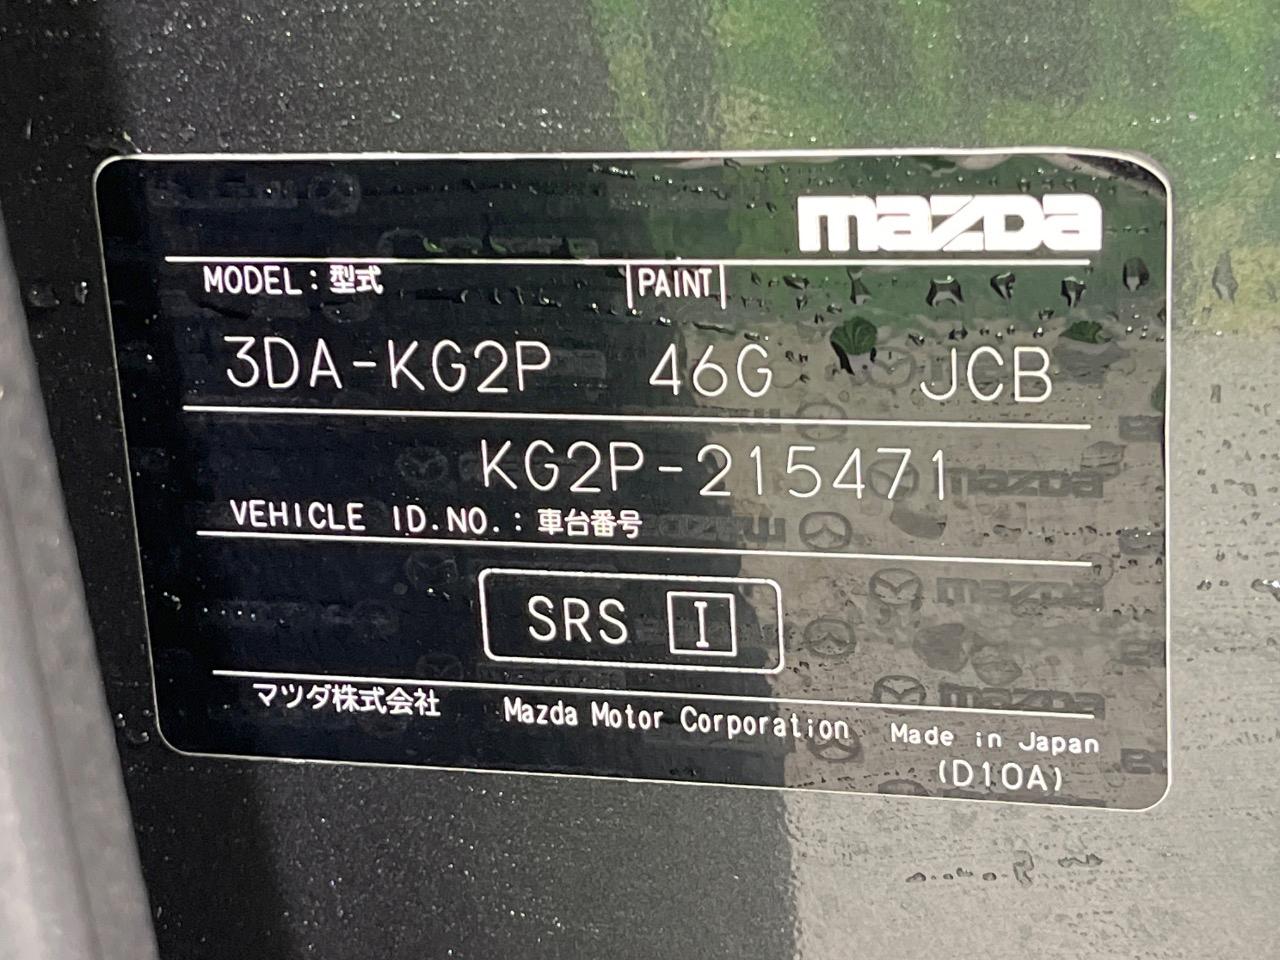 mazda
MODEL：型式 PAINT
3DA-KG2P 46G JCB
KG2P-215471
VEHICLE ID.NO.：車台番号
SRS I
マツダ株式会社 Mazda Motor Corporation Made in Japan
(D10A)